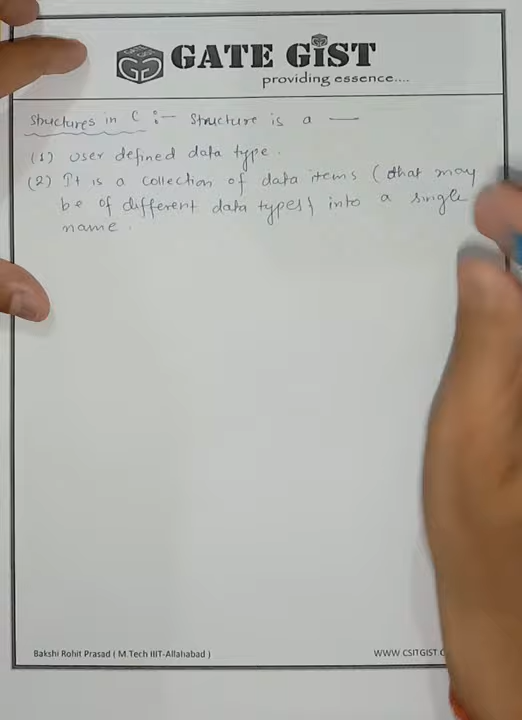 GATE GIST
providing essence....
Structures in C :- Structure is a —
(1) User defined data type.
(2) It is a collection of data items (that may
be of different data types) into a single
name.
Bakshi Rohit Prasad ( M.Tech IIIT-Allahabad )
WWW.CSITGIST.C